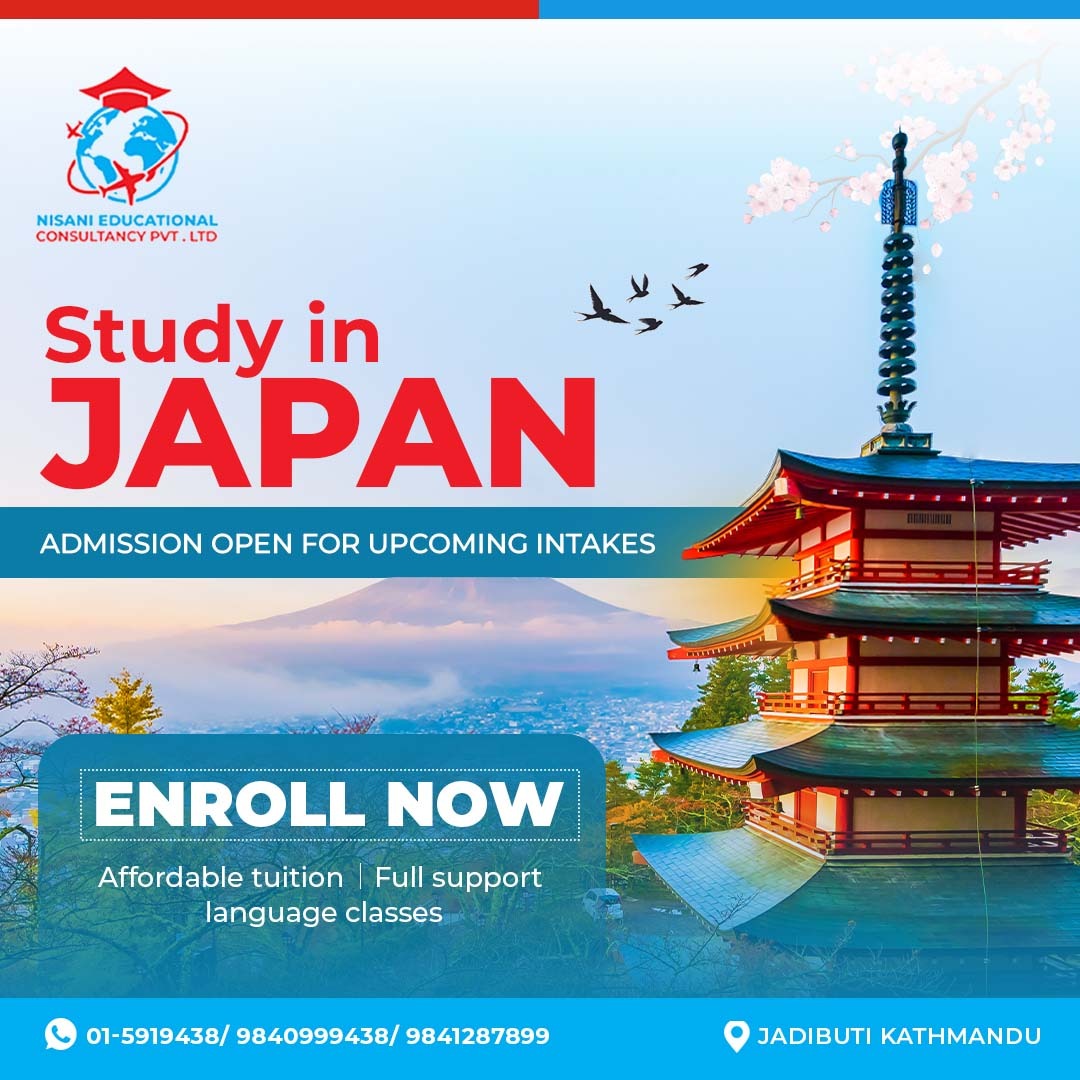 NISANI EDUCATIONAL
CONSULTANCY PVT . LTD
Study in
JAPAN
ADMISSION OPEN FOR UPCOMING INTAKES
ENROLL NOW
Affordable tuition | Full support
language classes
01-5919438/ 9840999438/ 9841287899
JADIBUTI KATHMANDU